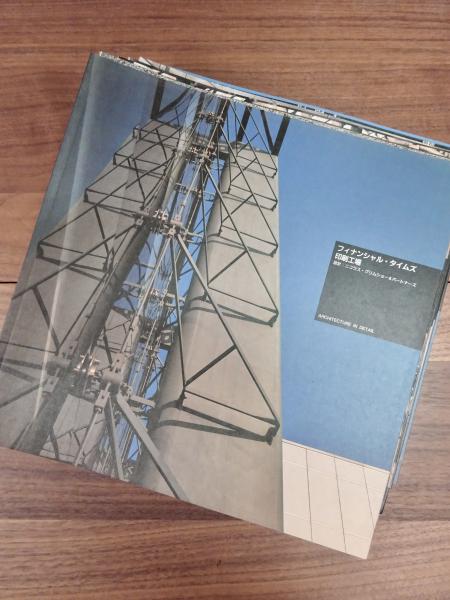 フィナンシャル・タイムズ
印刷工場
設計:ニコラス・グリムショー&パートナーズ
ARCHITECTURE IN DETAIL